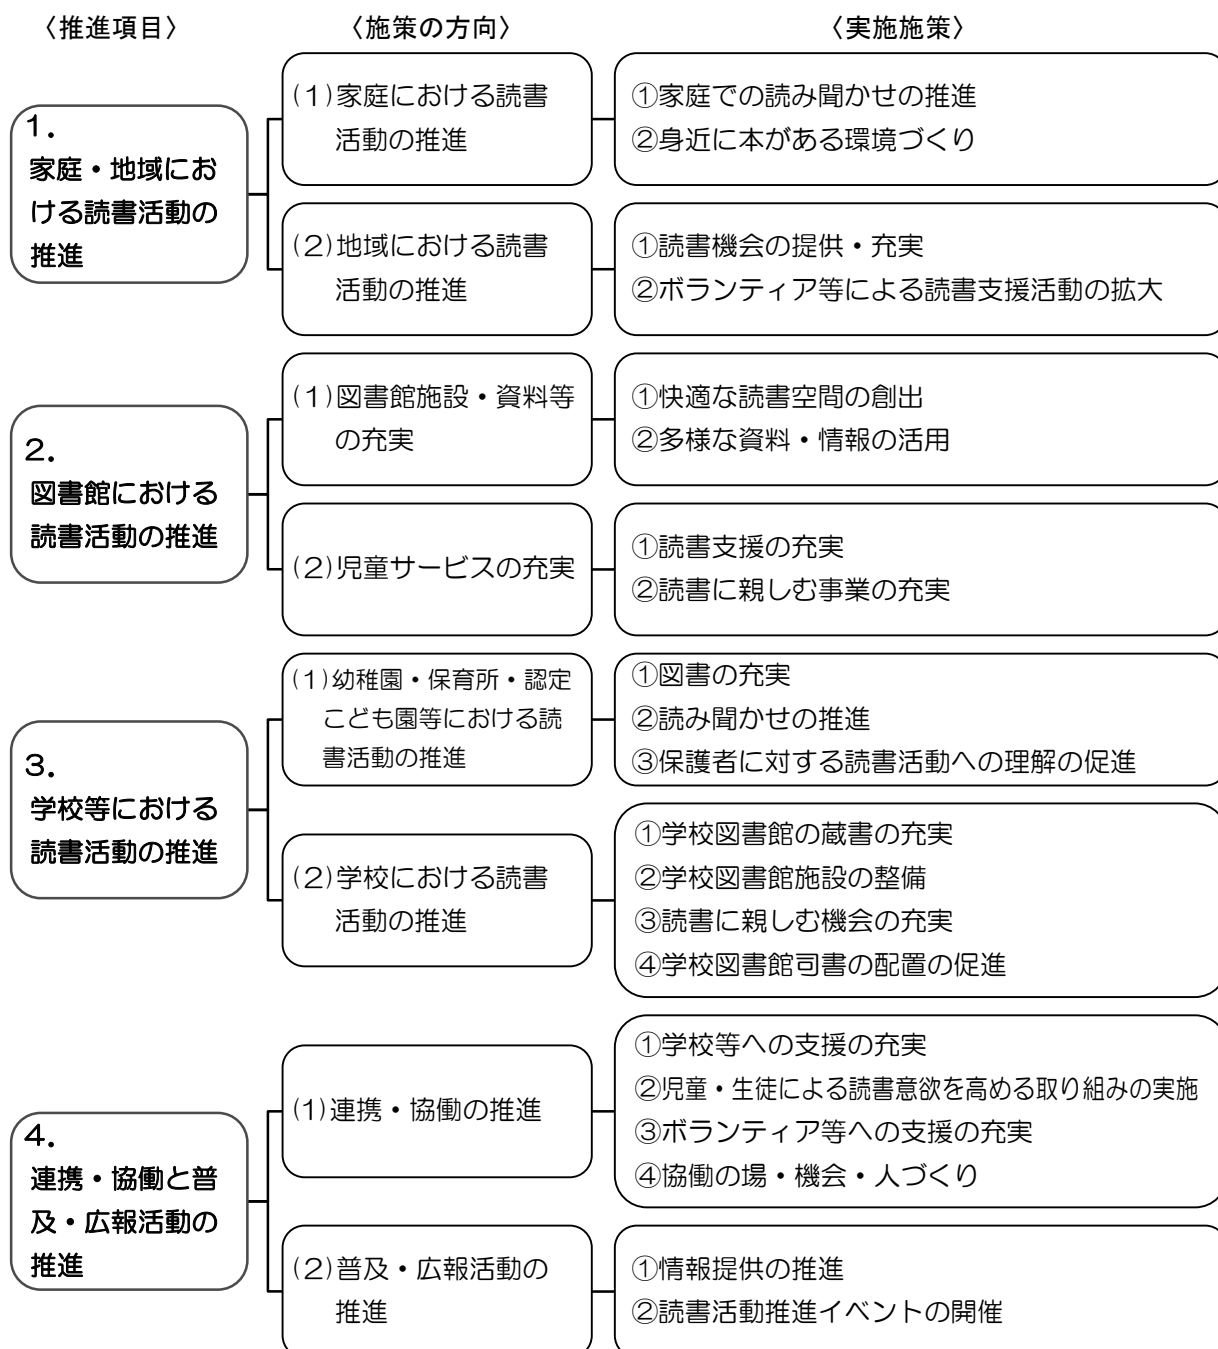 〈推進項目〉
〈施策の方向〉
〈実施施策〉
1.
家庭・地域にお
ける読書活動の
推進
(1)家庭における読書
活動の推進
①家庭での読み聞かせの推進
②身近に本がある環境づくり
(2)地域における読書
活動の推進
①読書機会の提供・充実
②ボランティア等による読書支援活動の拡大
2.
図書館における
読書活動の推進
(1)図書館施設・資料等
の充実
①快適な読書空間の創出
②多様な資料・情報の活用
(2)児童サービスの充実
①読書支援の充実
②読書に親しむ事業の充実
3.
学校等における
読書活動の推進
(1)幼稚園・保育所・認定
こども園等における読
書活動の推進
①図書の充実
②読み聞かせの推進
③保護者に対する読書活動への理解の促進
(2)学校における読書
活動の推進
①学校図書館の蔵書の充実
②学校図書館施設の整備
③読書に親しむ機会の充実
④学校図書館司書の配置の促進
4.
連携・協働と普
及・広報活動の
推進
(1)連携・協働の推進
①学校等への支援の充実
②児童・生徒による読書意欲を高める取り組みの実施
③ボランティア等への支援の充実
④協働の場・機会・人づくり
(2)普及・広報活動の
推進
①情報提供の推進
②読書活動推進イベントの開催